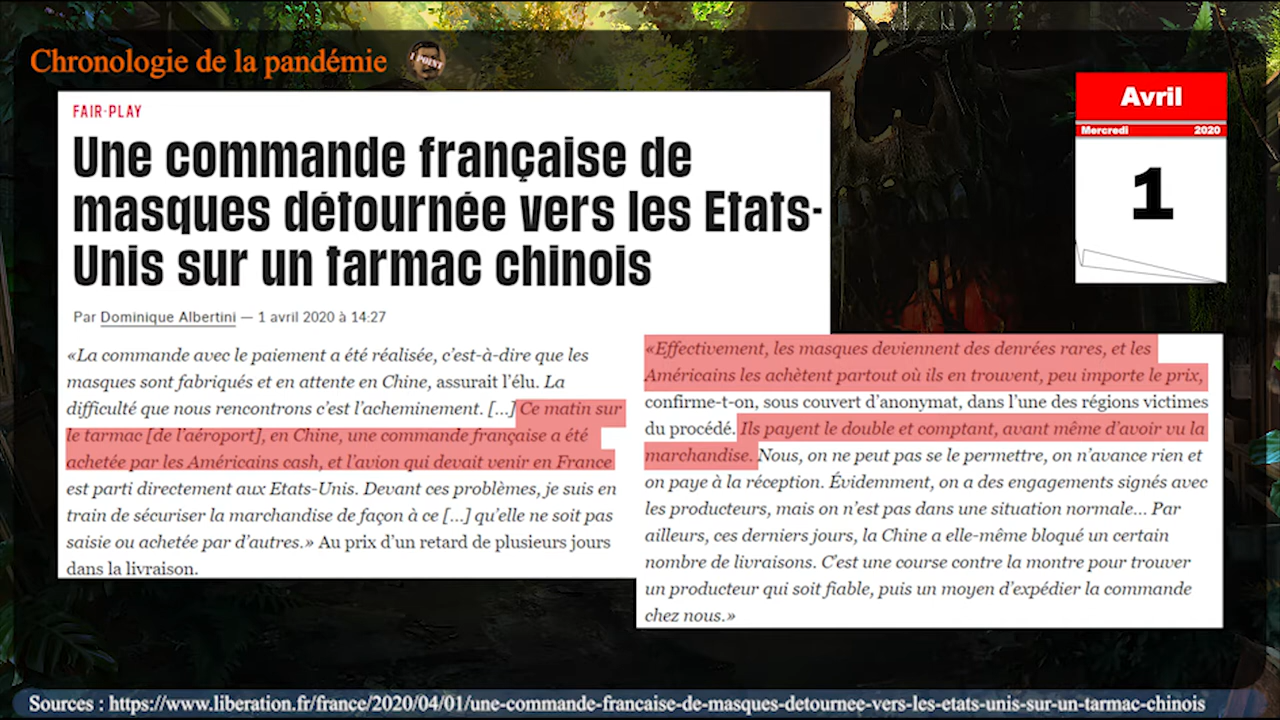 Chronologie de la pandémie
1 POINT
FAIR-PLAY
Une commande française de
masques détournée vers les Etats-
Unis sur un tarmac chinois
Par Dominique Albertini — 1 avril 2020 à 14:27
«La commande avec le paiement a été réalisée, c'est-à-dire que les
masques sont fabriqués et en attente en Chine, assurait l'élu. La
difficulté que nous rencontrons c'est l'acheminement. [...] Ce matin sur
le tarmac [de l'aéroport], en Chine, une commande française a été
achetée par les Américains cash, et l'avion qui devait venir en France
est parti directement aux Etats-Unis. Devant ces problèmes, je suis en
train de sécuriser la marchandise de façon à ce [...] qu'elle ne soit pas
saisie ou achetée par d'autres.» Au prix d'un retard de plusieurs jours
dans la livraison.
«Effectivement, les masques deviennent des denrées rares, et les
Américains les achètent partout où ils en trouvent, peu importe le prix,
confirme-t-on, sous couvert d'anonymat, dans l'une des régions victimes
du procédé. Ils payent le double et comptant, avant même d'avoir vu la
marchandise. Nous, on ne peut pas se le permettre, on n'avance rien et
on paye à la réception. Évidemment, on a des engagements signés avec
les producteurs, mais on n'est pas dans une situation normale... Par
ailleurs, ces derniers jours, la Chine a elle-même bloqué un certain
nombre de livraisons. C'est une course contre la montre pour trouver
un producteur qui soit fiable, puis un moyen d'expédier la commande
chez nous.»
Avril
Mercredi 2020
1
Sources : https://www.liberation.fr/france/2020/04/01/une-commande-francaise-de-masques-detournee-vers-les-etats-unis-sur-un-tarmac-chinois